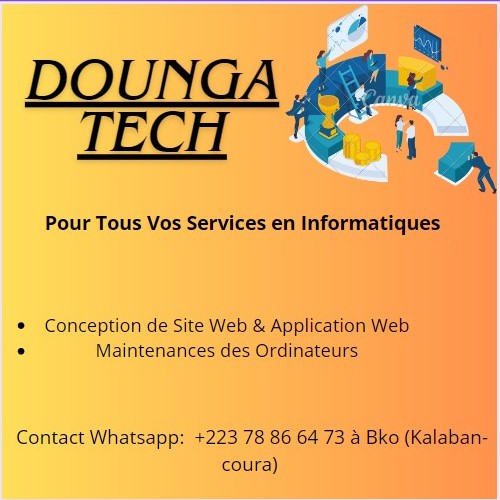 DOUNGA
TECH
Canva
Pour Tous Vos Services en Informatiques
• Conception de Site Web & Application Web
• Maintenances des Ordinateurs
Contact Whatsapp: +223 78 86 64 73 à Bko (Kalaban-
coura)